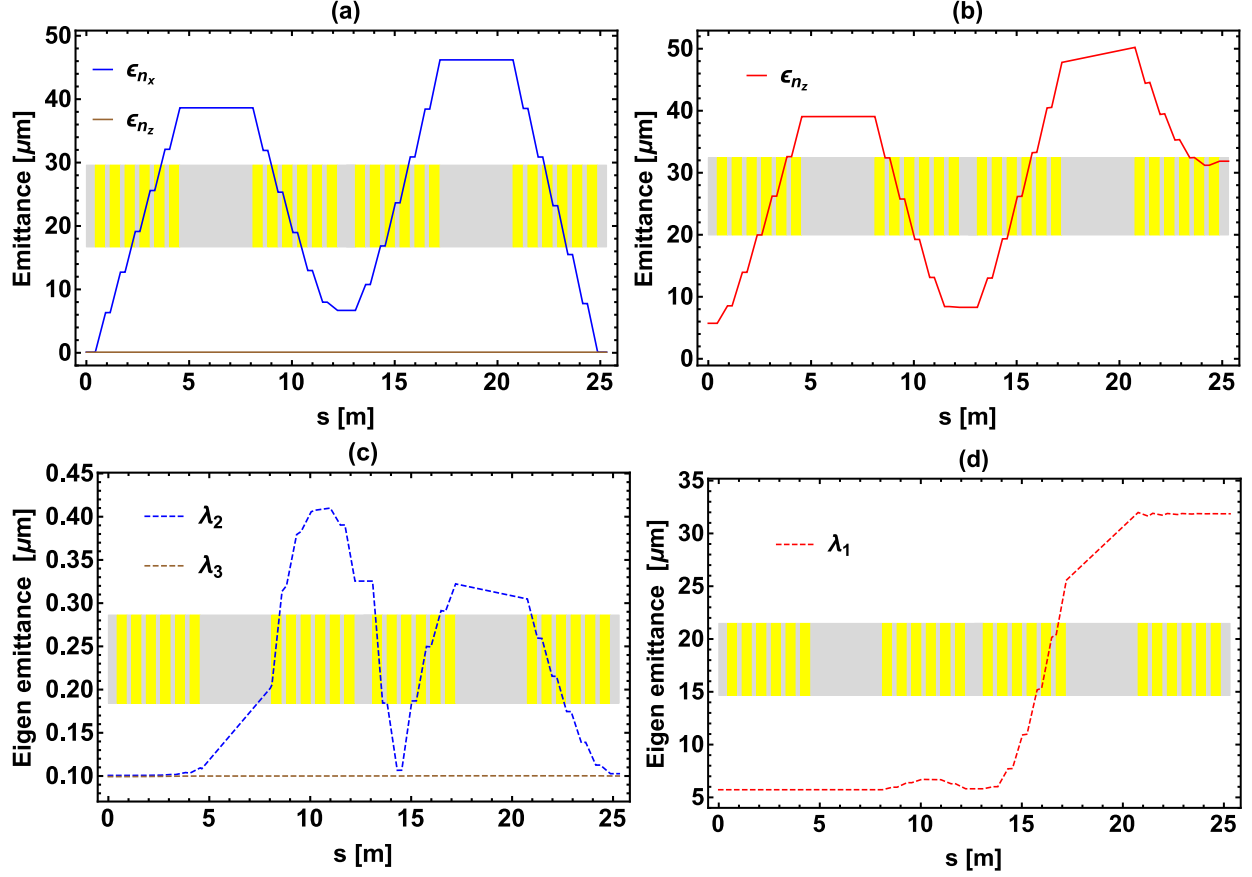 (a)
Emittance [μm]
50
40
30
20
10
0
ϵnx
ϵnz
0 5 10 15 20 25
s [m]
(b)
Emittance [μm]
50
40
30
20
10
0
ϵnz
0 5 10 15 20 25
s [m]
(c)
Eigen emittance [μm]
0.45
0.40
0.35
0.30
0.25
0.20
0.15
0.10
λ2
λ3
0 5 10 15 20 25
s [m]
(d)
Eigen emittance [μm]
35
30
25
20
15
10
5
λ1
0 5 10 15 20 25
s [m]